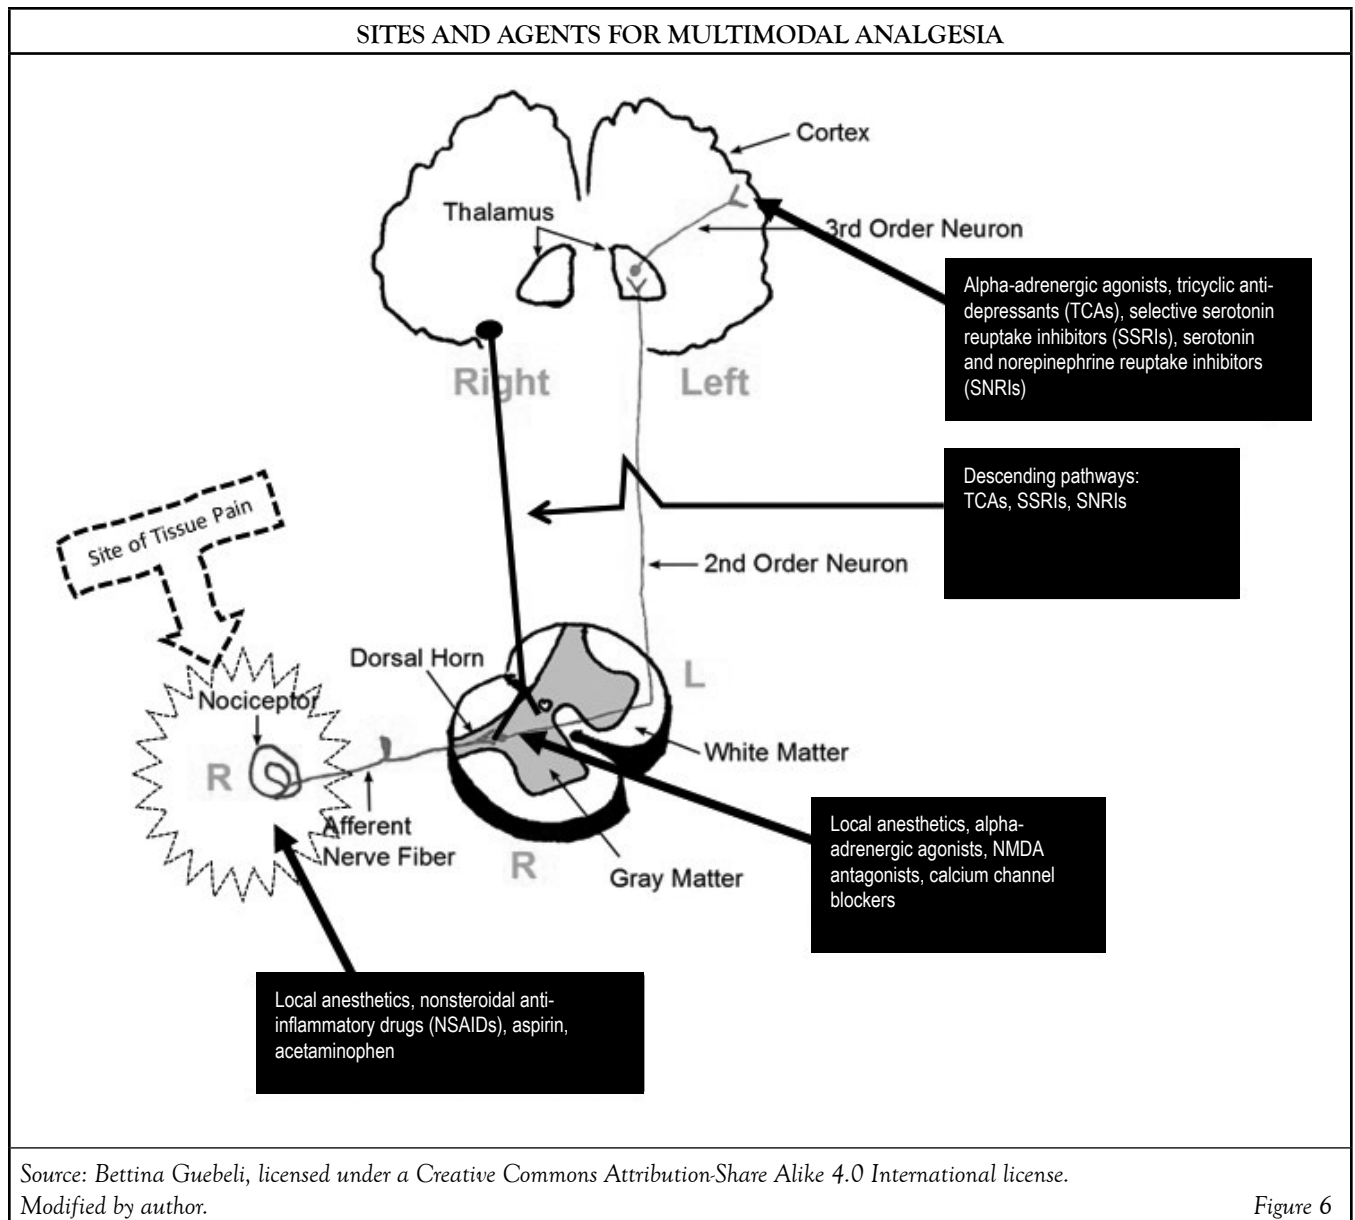 SITES AND AGENTS FOR MULTIMODAL ANALGESIA
Cortex
Thalamus
3rd Order Neuron
Alpha-adrenergic agonists, tricyclic anti-
depressants (TCAs), selective serotonin
reuptake inhibitors (SSRIs), serotonin
and norepinephrine reuptake inhibitors
(SNRIs)
Right
Left
Descending pathways:
TCAs, SSRIs, SNRIs
Site of Tissue Pain
2nd Order Neuron
Dorsal Horn
L
Nociceptor
White Matter
R
Afferent
Nerve Fiber
R
Gray Matter
Local anesthetics, alpha-
adrenergic agonists, NMDA
antagonists, calcium channel
blockers
Local anesthetics, nonsteroidal anti-
inflammatory drugs (NSAIDs), aspirin,
acetaminophen
Source: Bettina Guebeli, licensed under a Creative Commons Attribution-Share Alike 4.0 International license.
Modified by author.
Figure 6